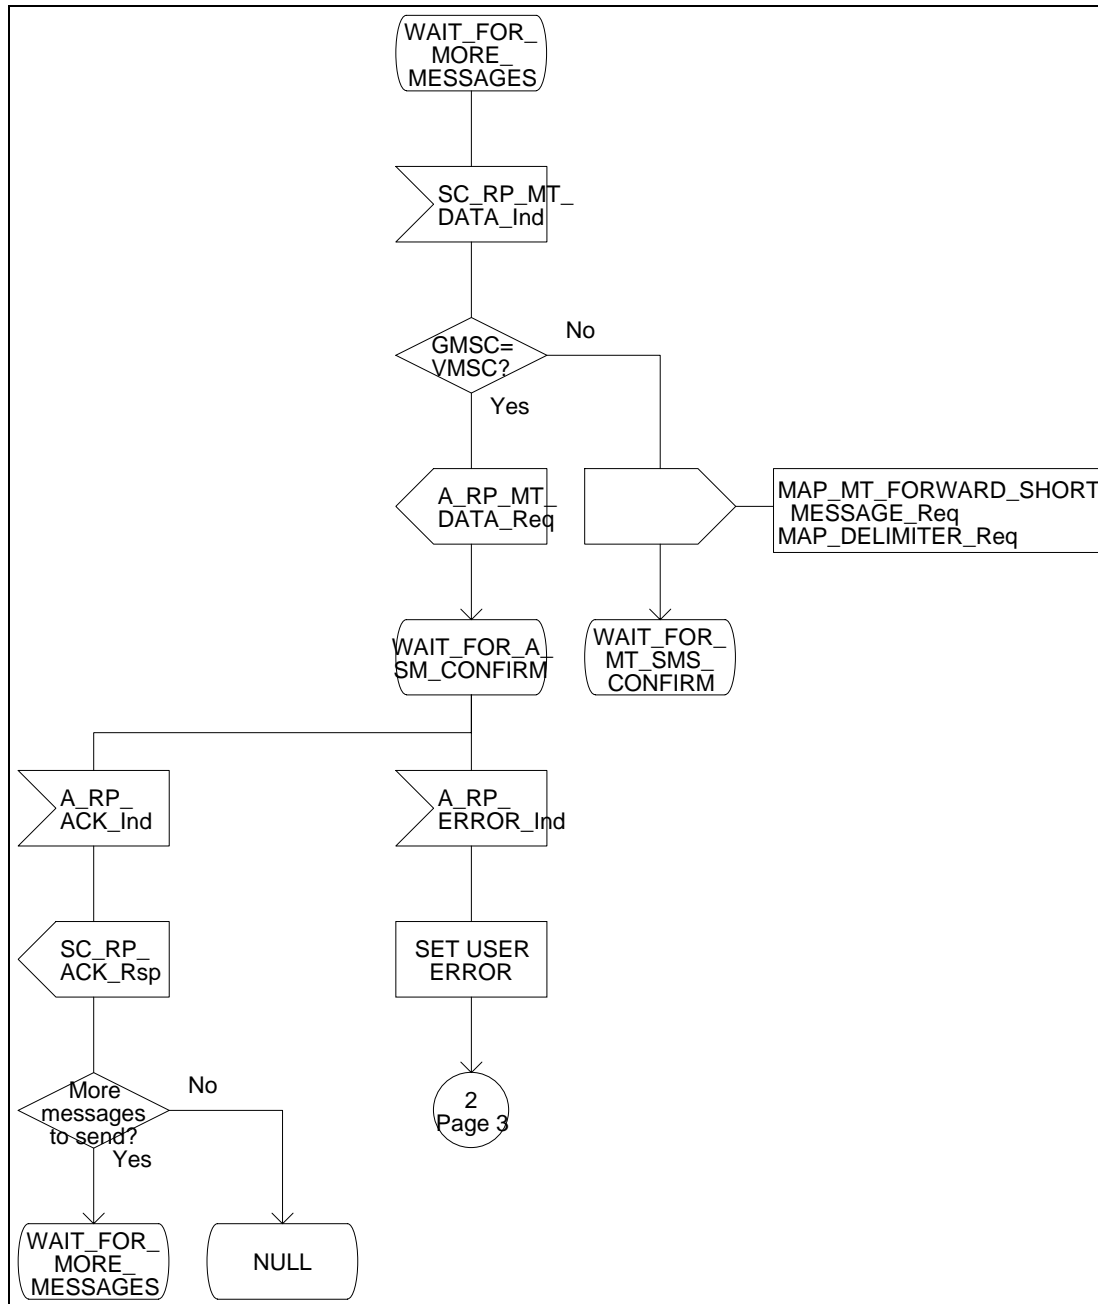 WAIT_FOR_
MORE_
MESSAGES
SC_RP_MT_
DATA_Ind
GMSC=
VMSC?
No
Yes
A_RP_MT_
DATA_Req
MAP_MT_FORWARD_SHORT
MESSAGE_Req
MAP_DELIMITER_Req
WAIT_FOR_A_
SM_CONFIRM
WAIT_FOR_
MT_SMS_
CONFIRM
A_RP_
ACK_Ind
A_RP_
ERROR_Ind
SC_RP_
ACK_Rsp
SET USER
ERROR
More
messages
to send?
No
Yes
2
Page 3
WAIT_FOR_
MORE_
MESSAGES
NULL